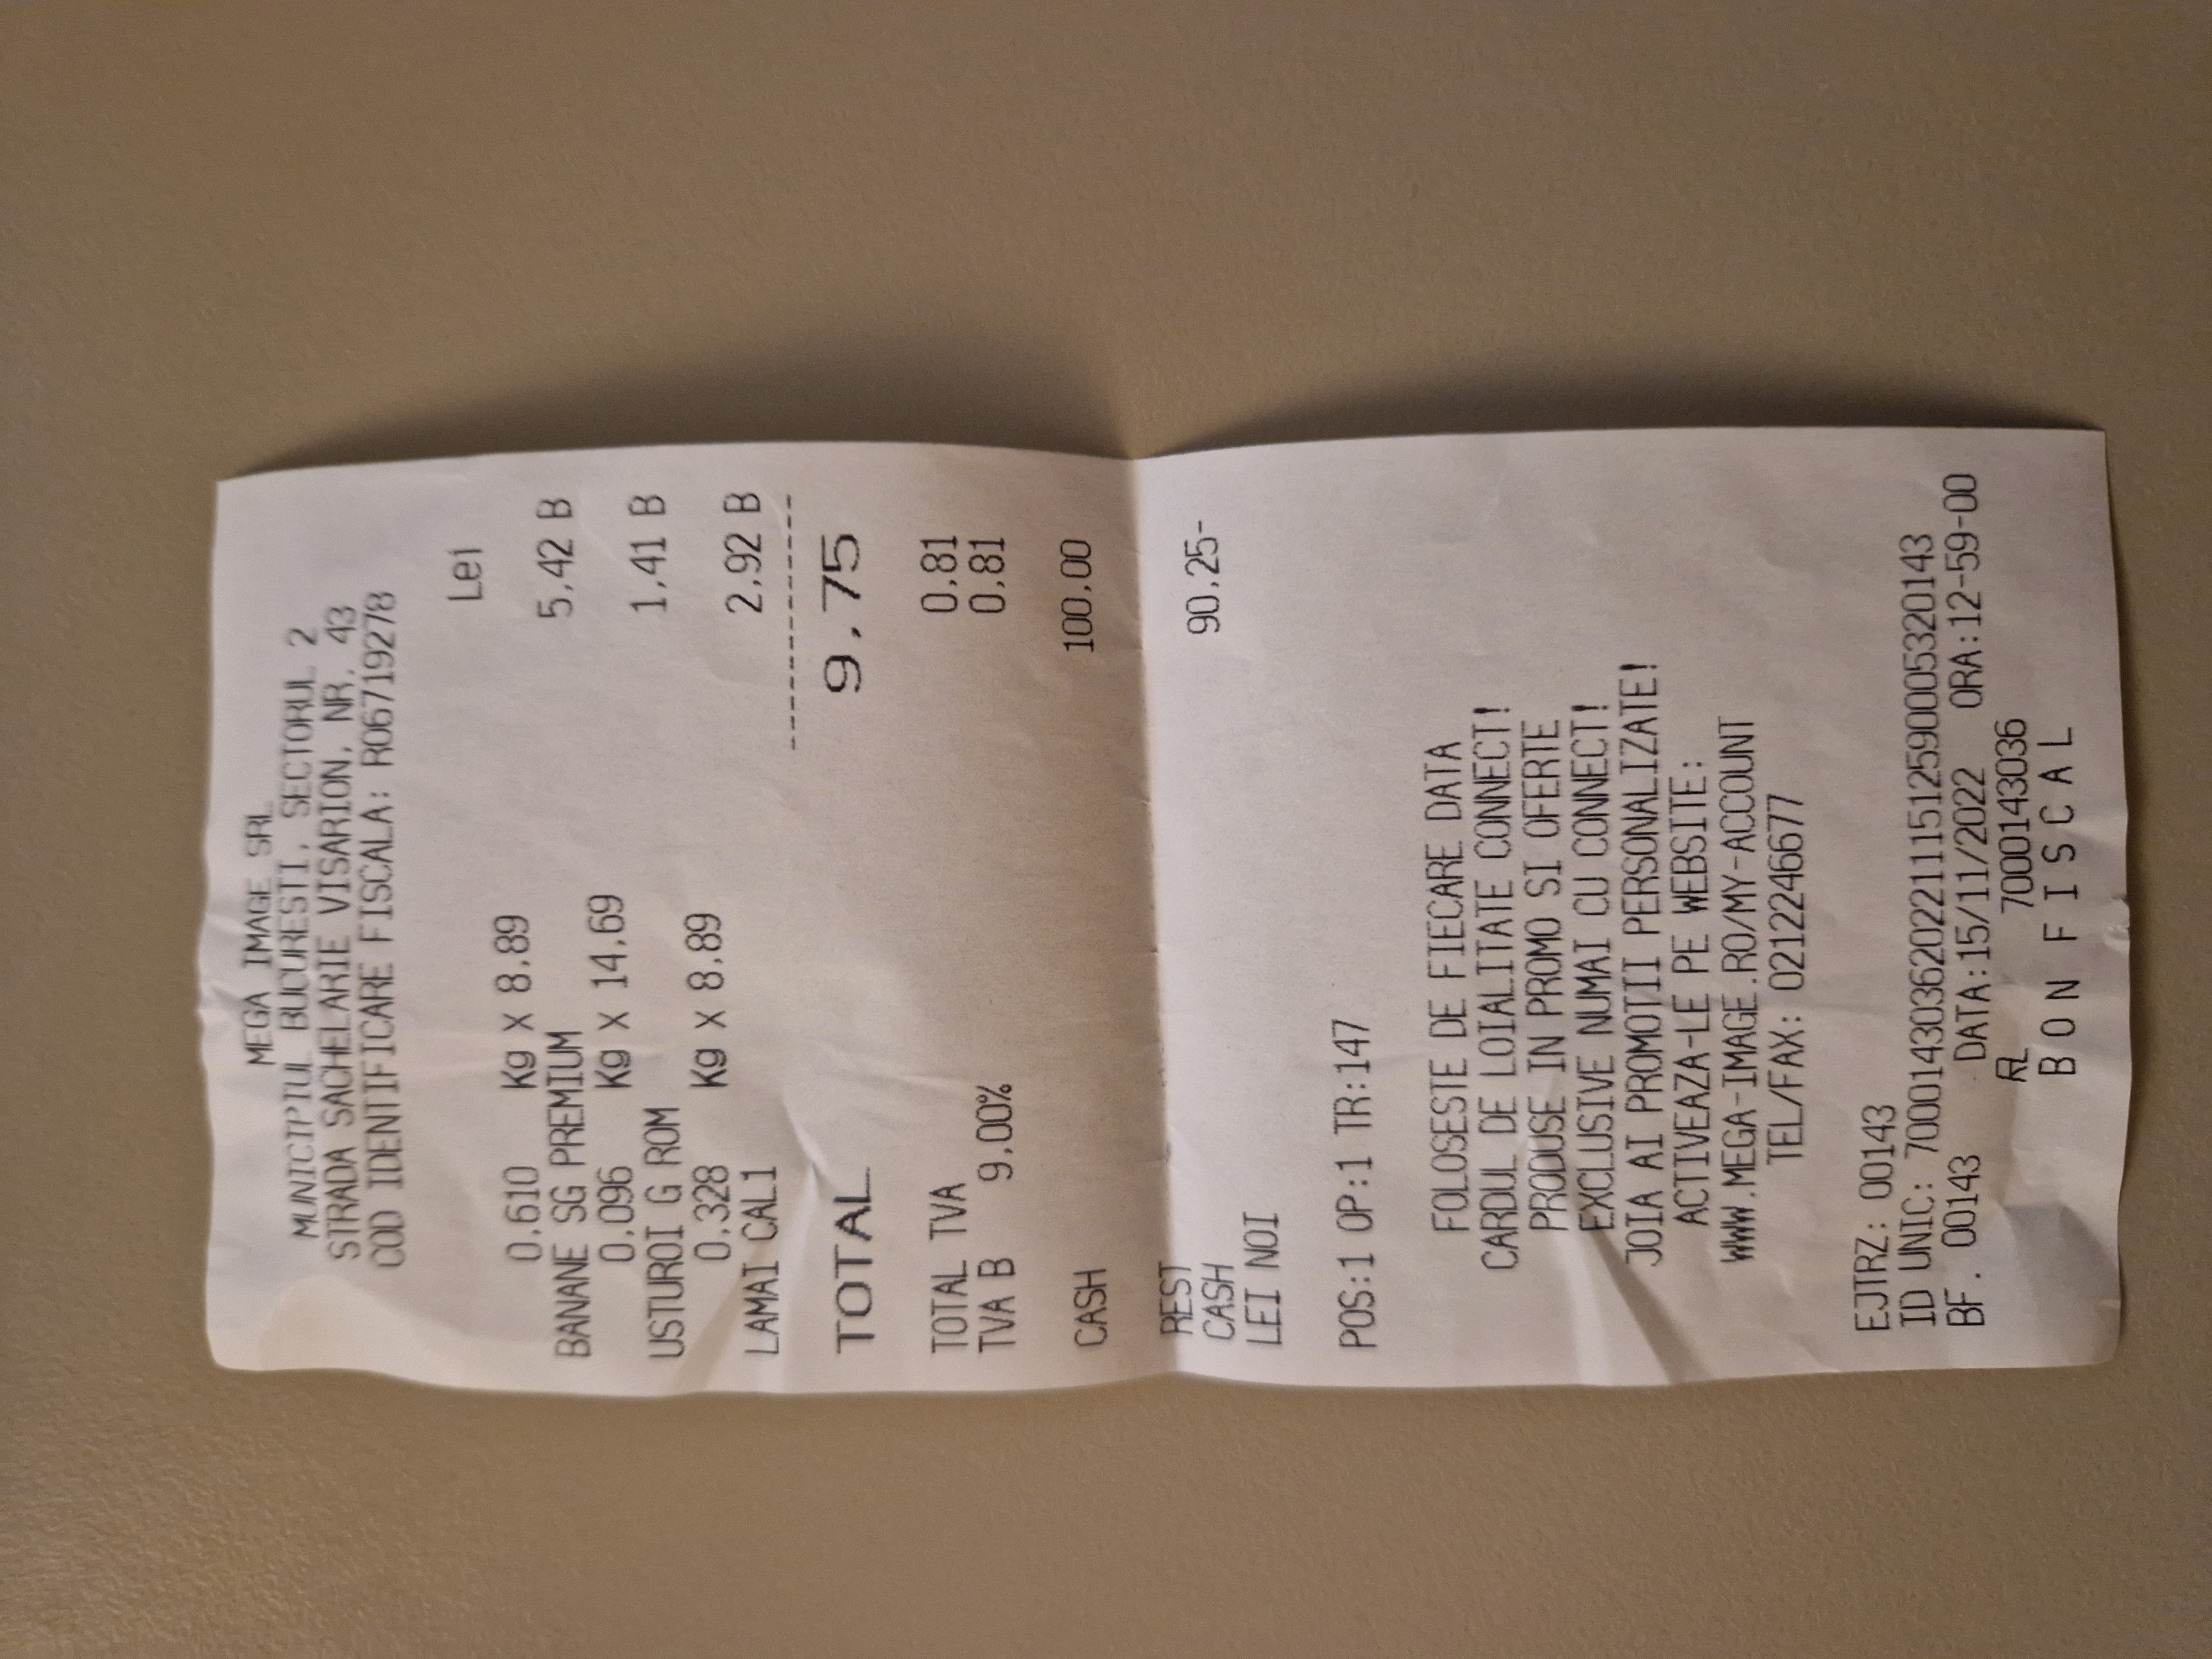 MEGA IMAGE SRL
MUNICIPIUL BUCURESTI, SECTORUL 2
STRADA SACHELARIE VISARION, NR. 43
COD IDENTIFICARE FISCALA: RO6719278
Lei
0,610 Kg X 8,89
BANANE SG PREMIUM 5,42 B
0,096 Kg X 14,69
USTUROI G ROM 1,41 B
0,328 Kg X 8,89
LAMAI CAL1 2,92 B
------------
TOTAL 9,75
TOTAL TVA 0,81
TVA B 9,00% 0,81
CASH 100,00
REST
CASH 90,25-
LEI NOI
POS:1 OP:1 TR:147
FOLOSESTE DE FIECARE DATA
CARDUL DE LOIALITATE CONNECT!
PRODUSE IN PROMO SI OFERTE
EXCLUSIVE NUMAI CU CONNECT!
JOIA AI PROMOTII PERSONALIZATE!
ACTIVEAZA-LE PE WEBSITE:
WWW.MEGA-IMAGE.RO/MY-ACCOUNT
TEL/FAX: 0212246677
EJTRZ: 00143
ID UNIC: 700014303620221115125900053​20143
BF. 00143 DATA:15/11/2022 ORA:12-59-00
7000143036
BON FISCAL